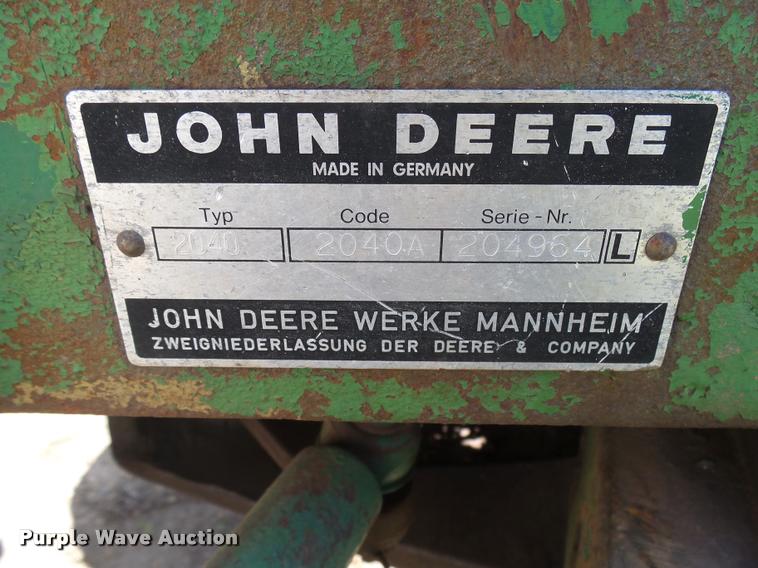 JOHN DEERE
MADE IN GERMANY
Typ Code Serie-Nr.
2040 2040A 204964 L
JOHN DEERE WERKE MANNHEIM
ZWEIGNIEDERLASSUNG DER DEERE & COMPANY
Purple Wave Auction®